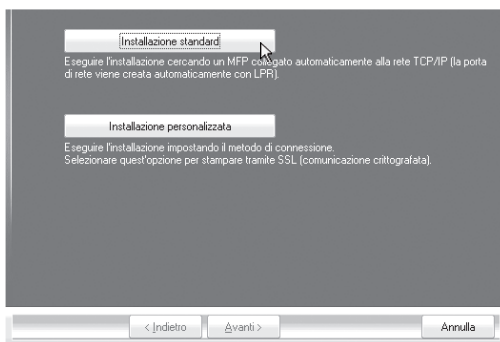 Installazione standard
Eseguire l'installazione cercando un MFP collegato automaticamente alla rete TCP/IP (la porta
di rete viene creata automaticamente con LPR).
Installazione personalizzata
Eseguire l'installazione impostando il metodo di connessione.
Selezionare quest'opzione per stampare tramite SSL (comunicazione crittografata).
< Indietro
Avanti >
Annulla